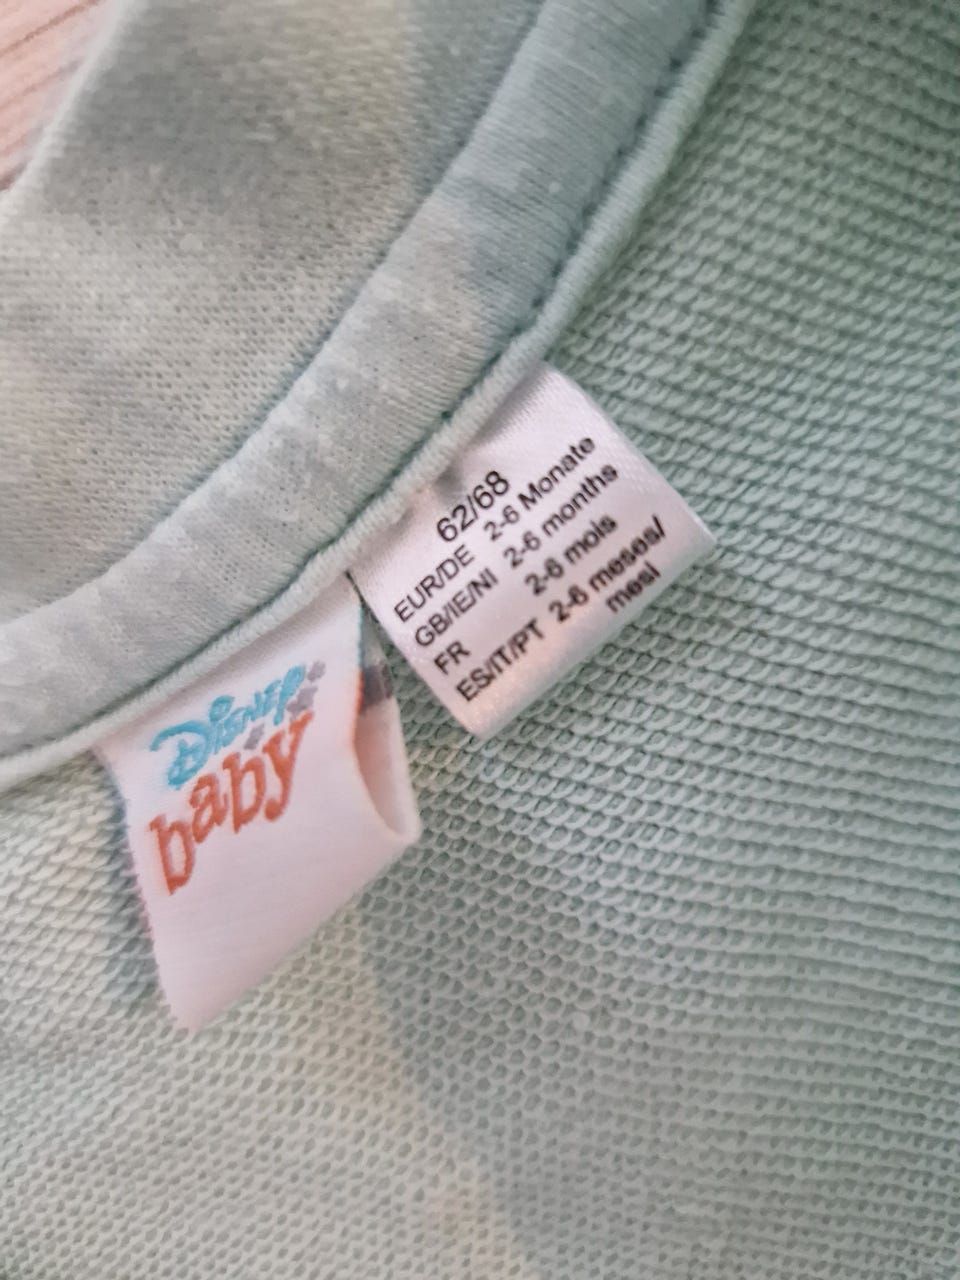 62/68
EUR/DE 2-6 Monate
GB/IE/NI 2-6 months
FR 2-6 mois
ES/IT/PT 2-6 meses/
mesi
Disney
baby